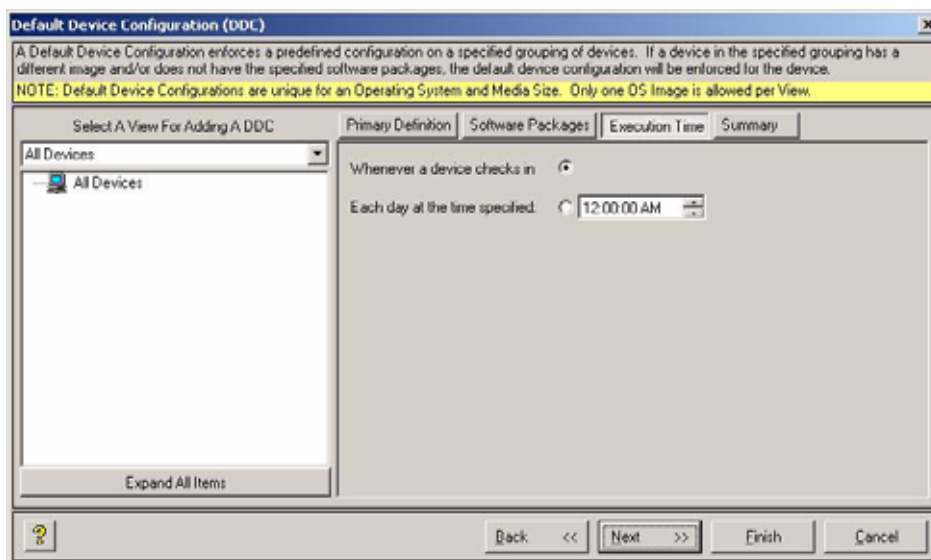 Default Device Configuration (DDC)
A Default Device Configuration enforces a predefined configuration on a specified grouping of devices. If a device in the specified grouping has a
different image and/or does not have the specified software packages, the default device configuration will be enforced for the device.
NOTE: Default Device Configurations are unique for an Operating System and Media Size. Only one OS Image is allowed per View.
Select A View For Adding A DDC
Primary Definition Software Packages Execution Time Summary
All Devices
All Devices
Whenever a device checks in
Each day at the time specified: 12:00:00 AM
Expand All Items
? Back << Next >> Finish Cancel